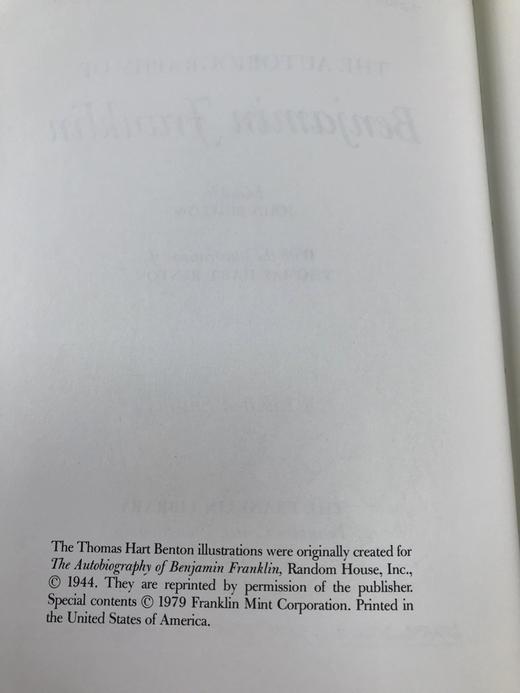 The Thomas Hart Benton illustrations were originally created for
The Autobiography of Benjamin Franklin, Random House, Inc.,
© 1944. They are reprinted by permission of the publisher.
Special contents © 1979 Franklin Mint Corporation. Printed in
the United States of America.